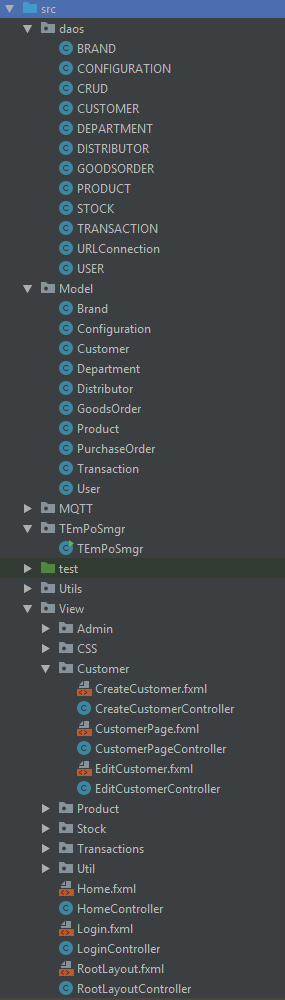 src
daos
BRAND
CONFIGURATION
CRUD
CUSTOMER
DEPARTMENT
DISTRIBUTOR
GOODSORDER
PRODUCT
STOCK
TRANSACTION
URLConnection
USER
Model
Brand
Configuration
Customer
Department
Distributor
GoodsOrder
Product
PurchaseOrder
Transaction
User
MQTT
TEmPoSmgr
TEmPoSmgr
test
Utils
View
Admin
CSS
Customer
CreateCustomer.fxml
CreateCustomerController
CustomerPage.fxml
CustomerPageController
EditCustomer.fxml
EditCustomerController
Product
Stock
Transactions
Util
Home.fxml
HomeController
Login.fxml
LoginController
RootLayout.fxml
RootLayoutController